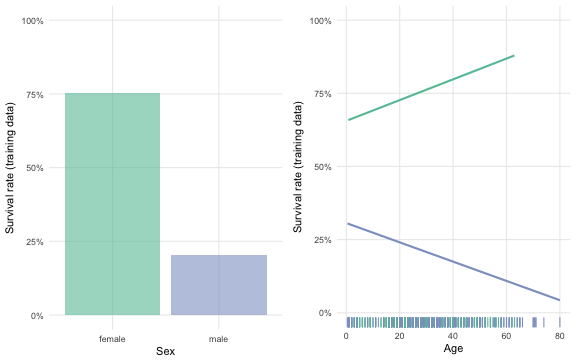 Survival rate (training data)
100%
75%
50%
25%
0%
female
male
Sex
Survival rate (training data)
100%
75%
50%
25%
0%
0
20
40
60
80
Age